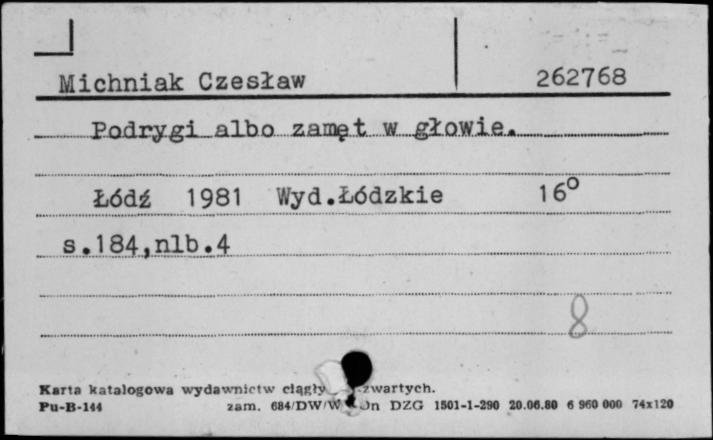 Michniak Czesław 262768
Podrygi albo zamęt w głowie.
Łódź 1981 Wyd.Łódzkie 16°
s.184,nlb.4
8
Karta katalogowa wydawnictw ciągły zwartych.
Pu-B-144 zam. 684/DW/W DZG 1501-1-290 20.06.80 6 960 000 74x120